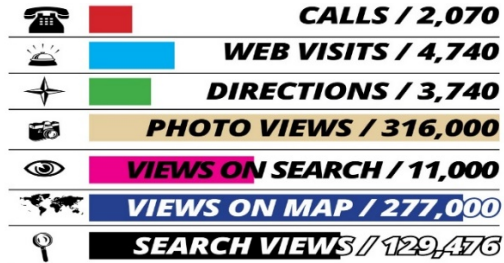 CALLS / 2,070
WEB VISITS / 4,740
DIRECTIONS / 3,740
PHOTO VIEWS / 316,000
VIEWS ON SEARCH / 11,000
VIEWS ON MAP / 277,000
SEARCH VIEWS / 129,476